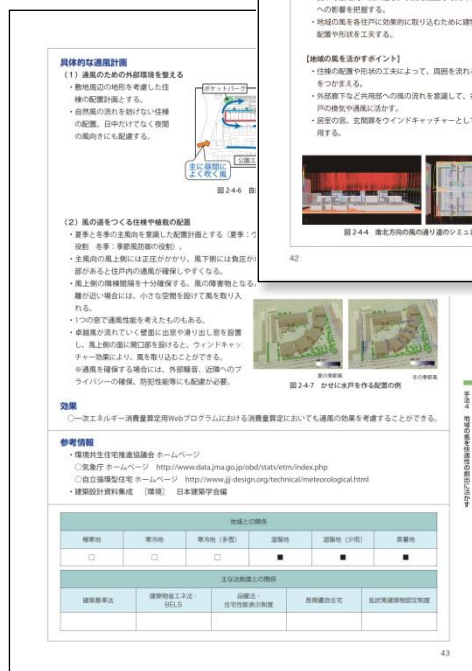 具体的な通風計画
（1）通風のための外部環境を整える
・敷地周辺の地形を考慮した住
棟の配置計画とする。
・自然風の流れを妨げない住棟
の配置。日中だけでなく夜間
の風向きにも配慮する。
ポケットパーク
公園
主に昼間に
よく吹く風
図 2-4-6
（2）風の道をつくる住棟や植栽の配置
・夏季と冬季の主風向を意識した配置計画とする（夏季：
役割　冬季：季節風防御の役割）。
・主風向の風上側には正圧がかかり、風下側には負圧が
部があると住戸内の通風が確保しやすくなる。
・風上側の隣棟間隔を十分確保する。風の障害物となる
離が近い場合には、小さな空間を設けて風を取り入
れる。
・1つの窓で通風性能を考えたものもある。
・卓越風が流れていく壁面に出窓や滑り出し窓を設置
し、風上側の面に開口部を設けると、ウィンドキャッ
チャー効果により、風を取り込むことができる。
※通風を確保する場合には、外部騒音、近隣へのプ
ライバシーの確保、防犯性能等にも配慮が必要。
夏の季節風
冬の季節風
図 2-4-7　かぜに水戸を作る配置の例
効果
○一次エネルギー消費量算定用Webプログラムにおける消費量算定においても通風の効果を考慮することができる。
参考情報
・環境共生住宅推進協議会 ホームページ
○気象庁 ホームページ　http://www.data.jma.go.jp/obd/stats/etrn/index.php
○自立循環型住宅 ホームページ　http://www.jjj-design.org/technical/meteorological.html
・建築設計資料集成　［環境］　日本建築学会編
地域との関係
極寒地　寒冷地　寒冷地（多雪）　温暖地　温暖地（少雨）　蒸暑地
□　□　□　■　■　■
主な法制度との関係
建築基準法　建築物省エネ法・BELS　品確法・住宅性能表示制度　長期優良住宅　低炭素建築物認定制度
43
手法4　地域の風を快適性の創出に活かす
への影響を把握する。
・地域の風を各住戸に効果的に取り込むために建
配置や形状を工夫する。
【地域の風を活かすポイント】
・住棟の配置や形状の工夫によって、周囲を流れる
をつかまえる。
・外部廊下など共用部への風の流れを意識して、
戸の換気や通風に活かす。
・居室の窓、玄関扉をウインドキャッチャーとし
用する。
図 2-4-4　南北方向の風の通り道のシミュ
42